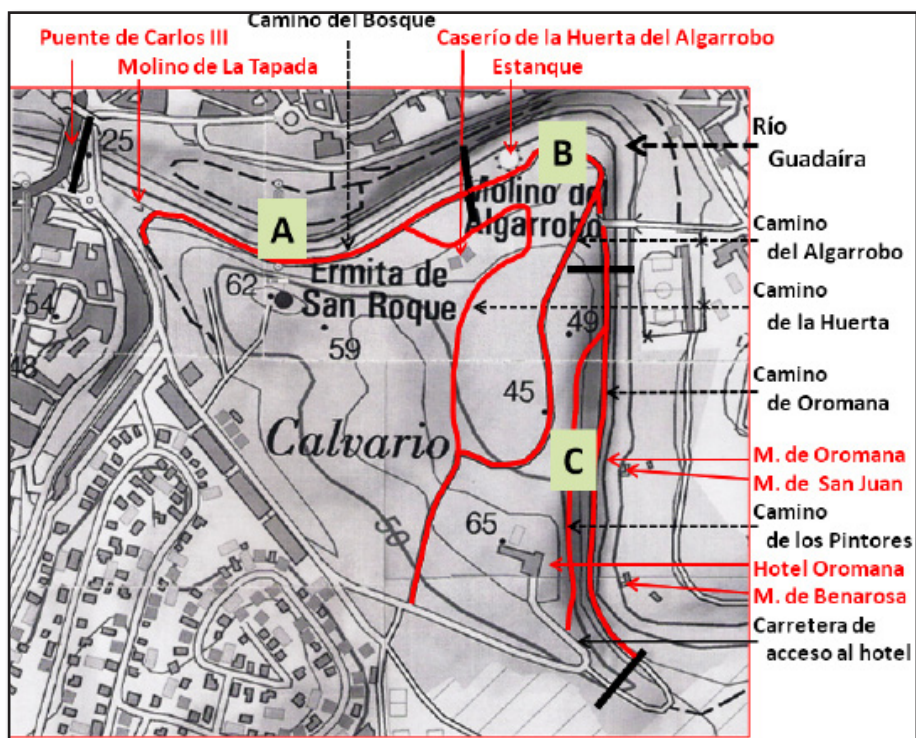 Camino del Bosque
Puente de Carlos III
Caserío de la Huerta del Algarrobo
Molino de La Tapada
Estanque
Río
Guadaíra
25
B
Molino del
Algarrobo
A
Camino
del Algarrobo
Ermita de
San Roque
62
54
59
49
48
Camino
de la Huerta
45
Camino
de Oromana
Calvario
C
M. de Oromana
M. de San Juan
50
65
Camino
de los Pintores
Hotel Oromana
M. de Benarosa
Carretera de
acceso al hotel